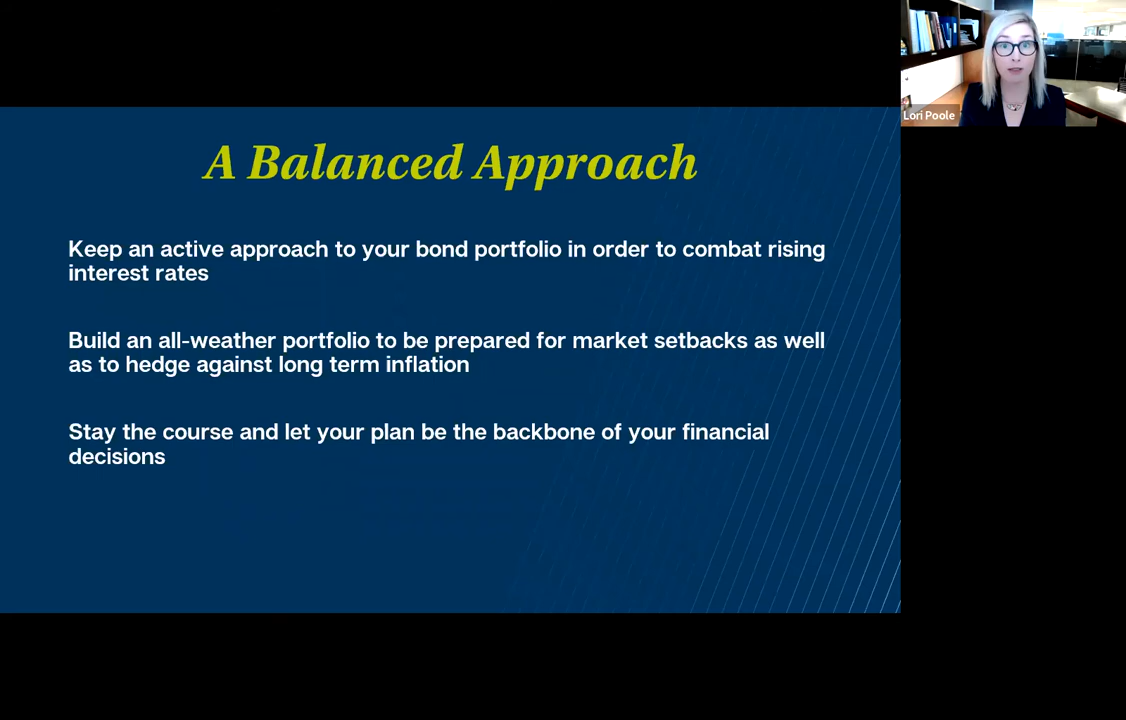 Lori Poole
A Balanced Approach
Keep an active approach to your bond portfolio in order to combat rising
interest rates
Build an all-weather portfolio to be prepared for market setbacks as well
as to hedge against long term inflation
Stay the course and let your plan be the backbone of your financial
decisions